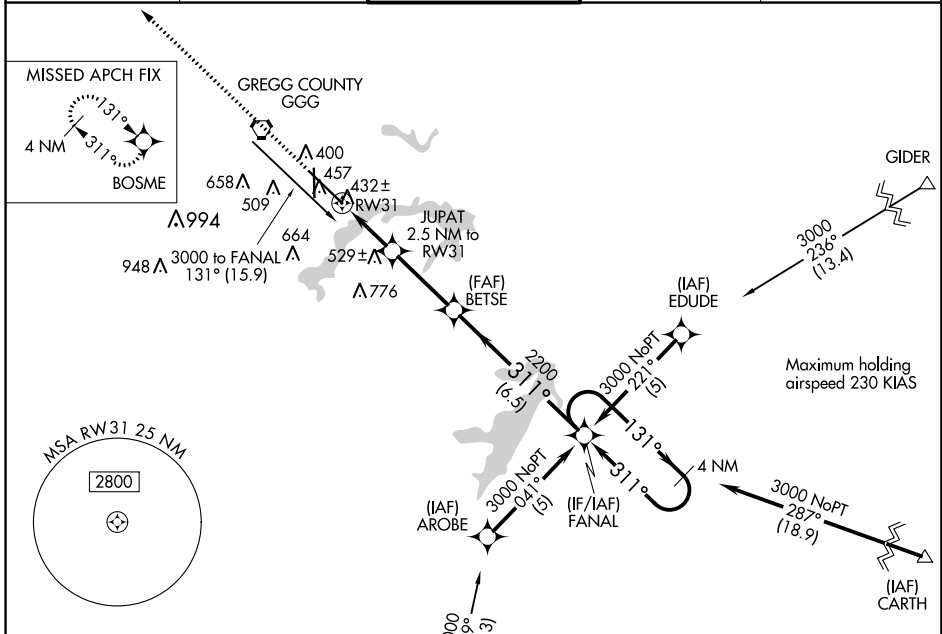 MISSED APCH FIX
131°
4 NM
311°
BOSME
GREGG COUNTY
GGG
400
457
658
509
432±
RW31
994
JUPAT
2.5 NM to
RW31
664
948
3000 to FANAL
131° (15.9)
529±
776
GIDER
3000
236°
(13.4)
(FAF)
BETSE
(IAF)
EDUDE
3000 NoPT
221°
(5)
Maximum holding
airspeed 230 KIAS
2200
311°
(6.5)
131°
311°
4 NM
MSA RW31 25 NM
2800
3000 NoPT
041°
(5)
(IF/IAF)
FANAL
(IAF)
AROBE
3000 NoPT
287°
(18.9)
(IAF)
CARTH